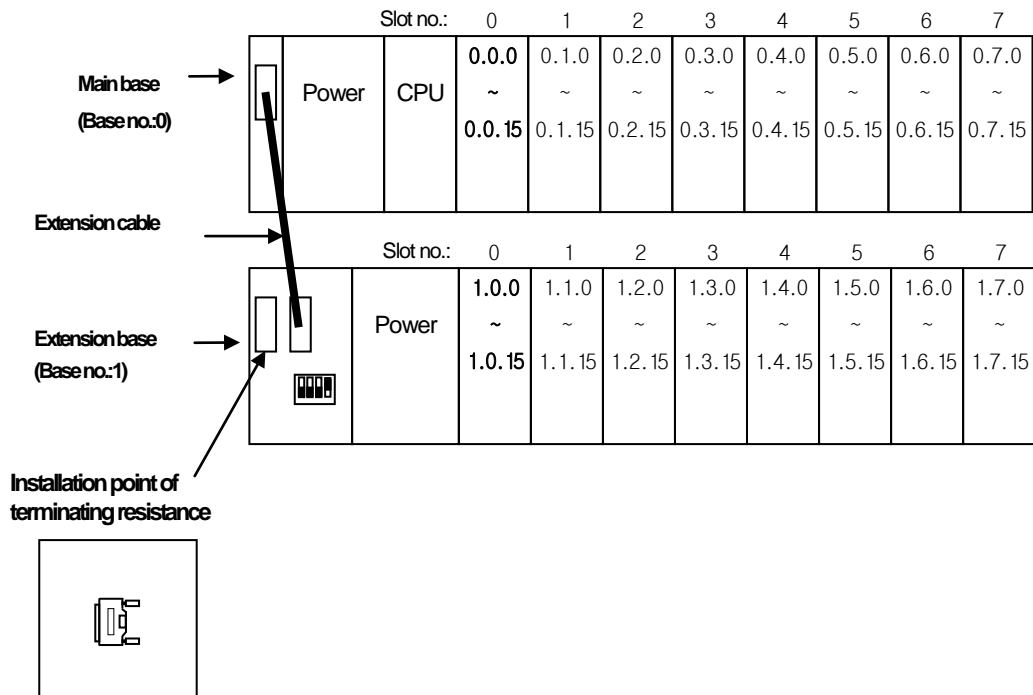 Slot no.: 0 1 2 3 4 5 6 7
Main base
(Base no.:0)
Power
CPU
0.0.0 0.1.0 0.2.0 0.3.0 0.4.0 0.5.0 0.6.0 0.7.0
~ ~ ~ ~ ~ ~ ~ ~
0.0.15 0.1.15 0.2.15 0.3.15 0.4.15 0.5.15 0.6.15 0.7.15
Extension cable
Slot no.: 0 1 2 3 4 5 6 7
Extension base
(Base no.:1)
Power
1.0.0 1.1.0 1.2.0 1.3.0 1.4.0 1.5.0 1.6.0 1.7.0
~ ~ ~ ~ ~ ~ ~ ~
1.0.15 1.1.15 1.2.15 1.3.15 1.4.15 1.5.15 1.6.15 1.7.15
Installation point of
terminating resistance